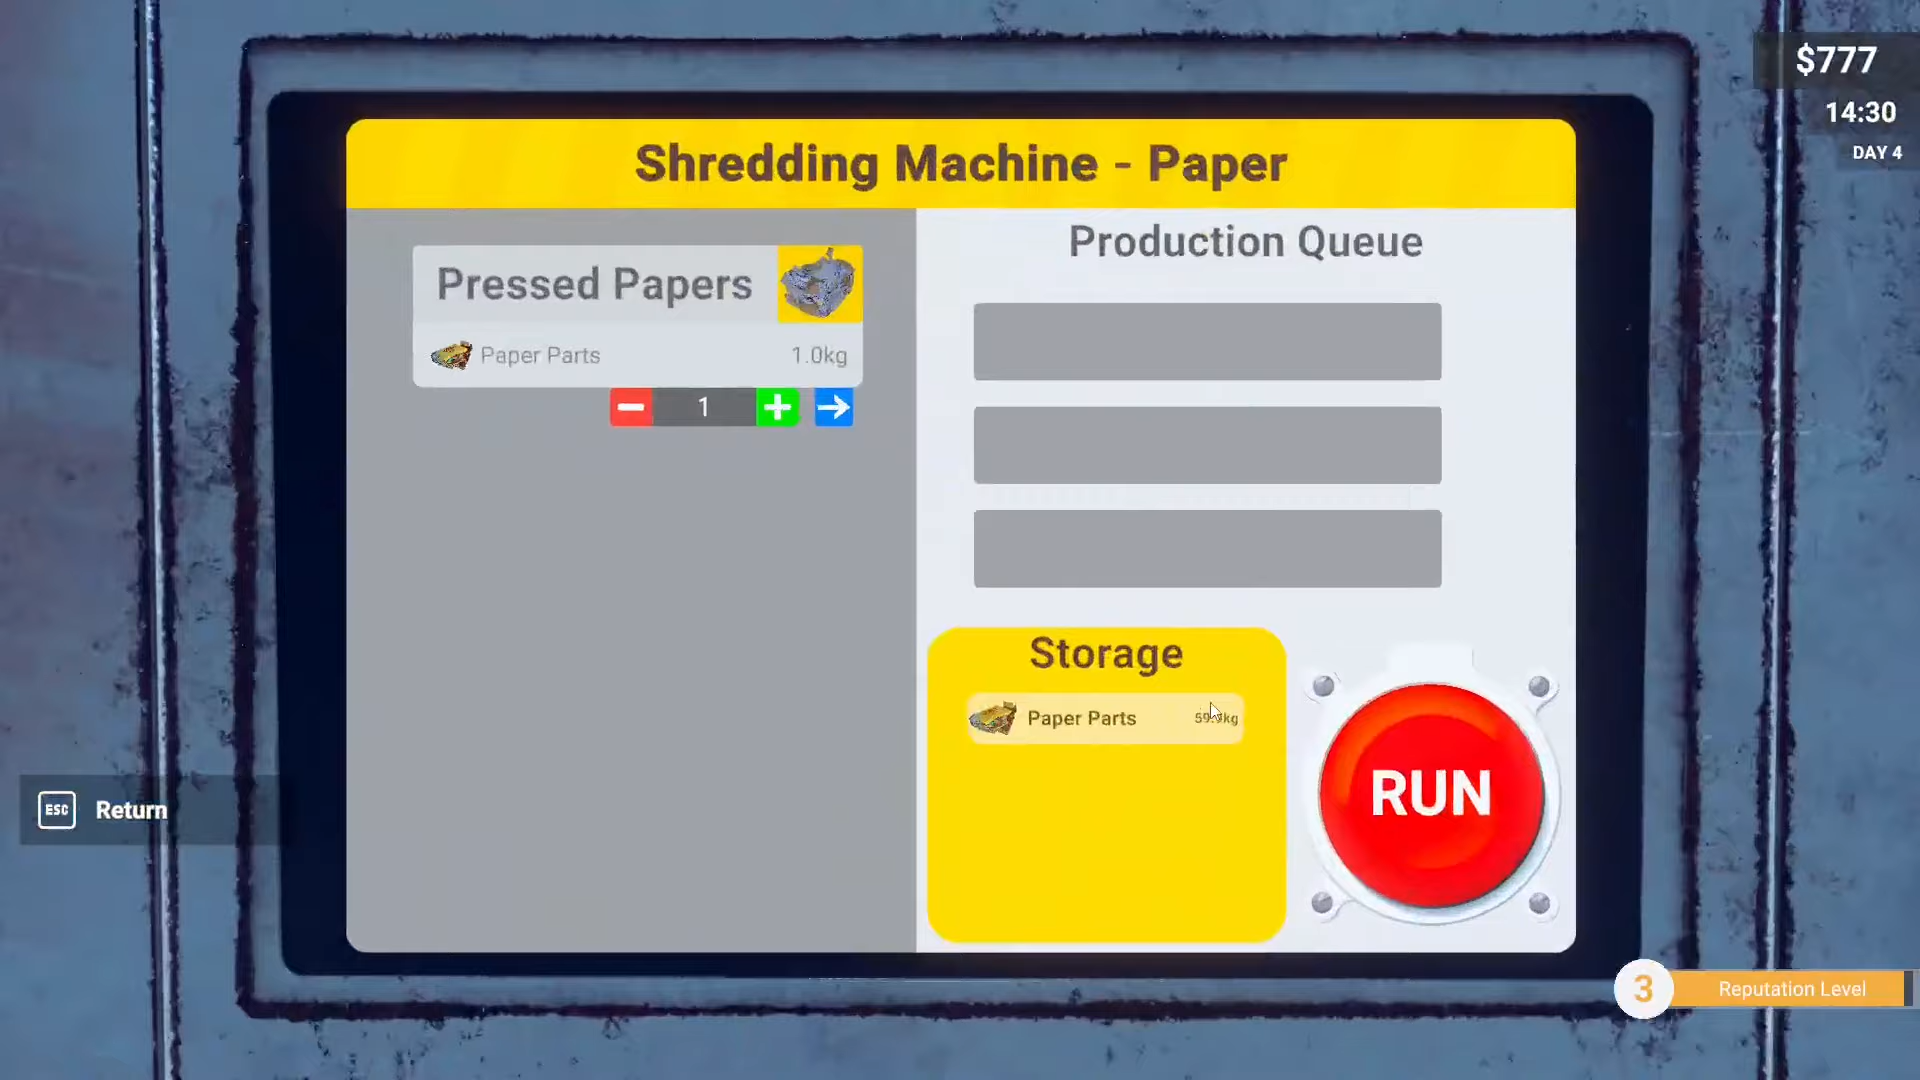 $777
14:30
DAY 4
Shredding Machine - Paper
Pressed Papers
Paper Parts 1.0kg
1
Production Queue
Storage
Paper Parts
RUN
ESC Return
3 Reputation Level